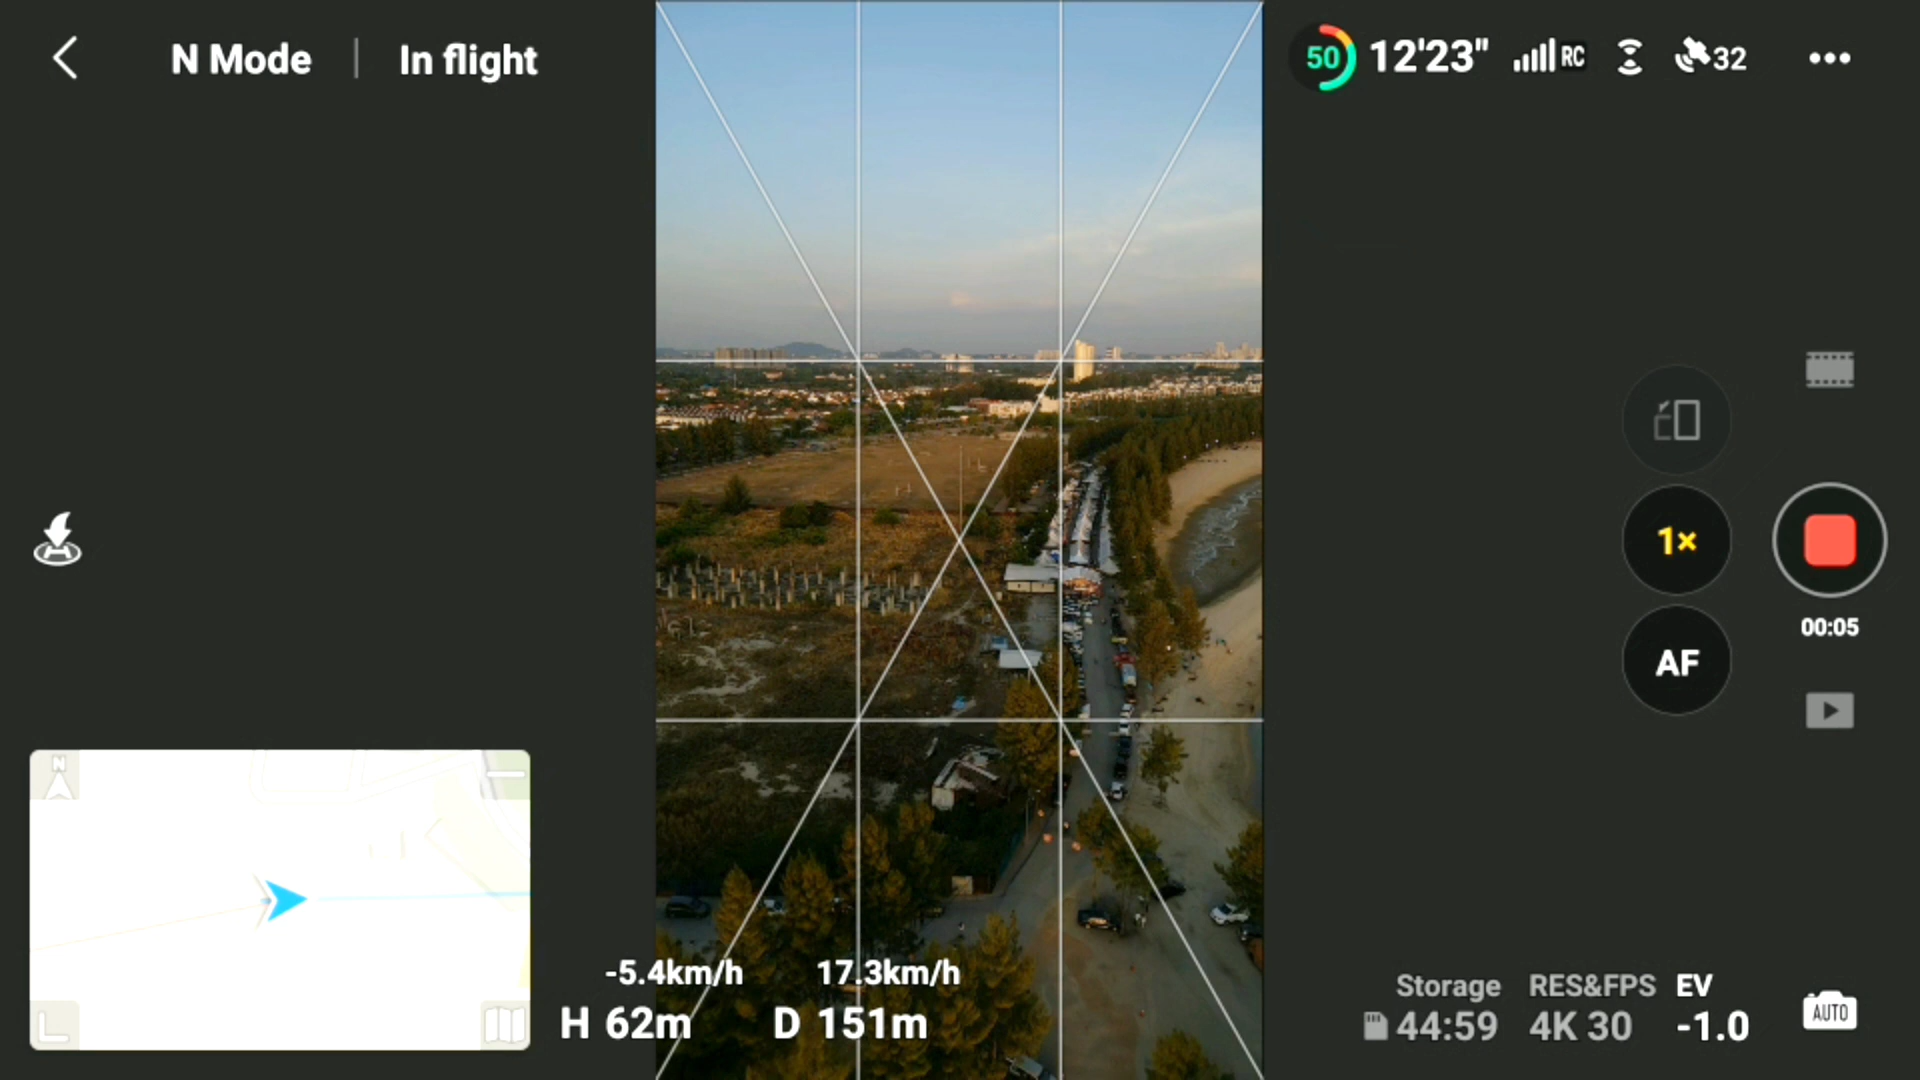 N Mode | In flight
50 12'23" RC 32
1×
AF
00:05
N
-5.4km/h 17.3km/h
H 62m D 151m
Storage RES&FPS EV
44:59 4K 30 -1.0
AUTO